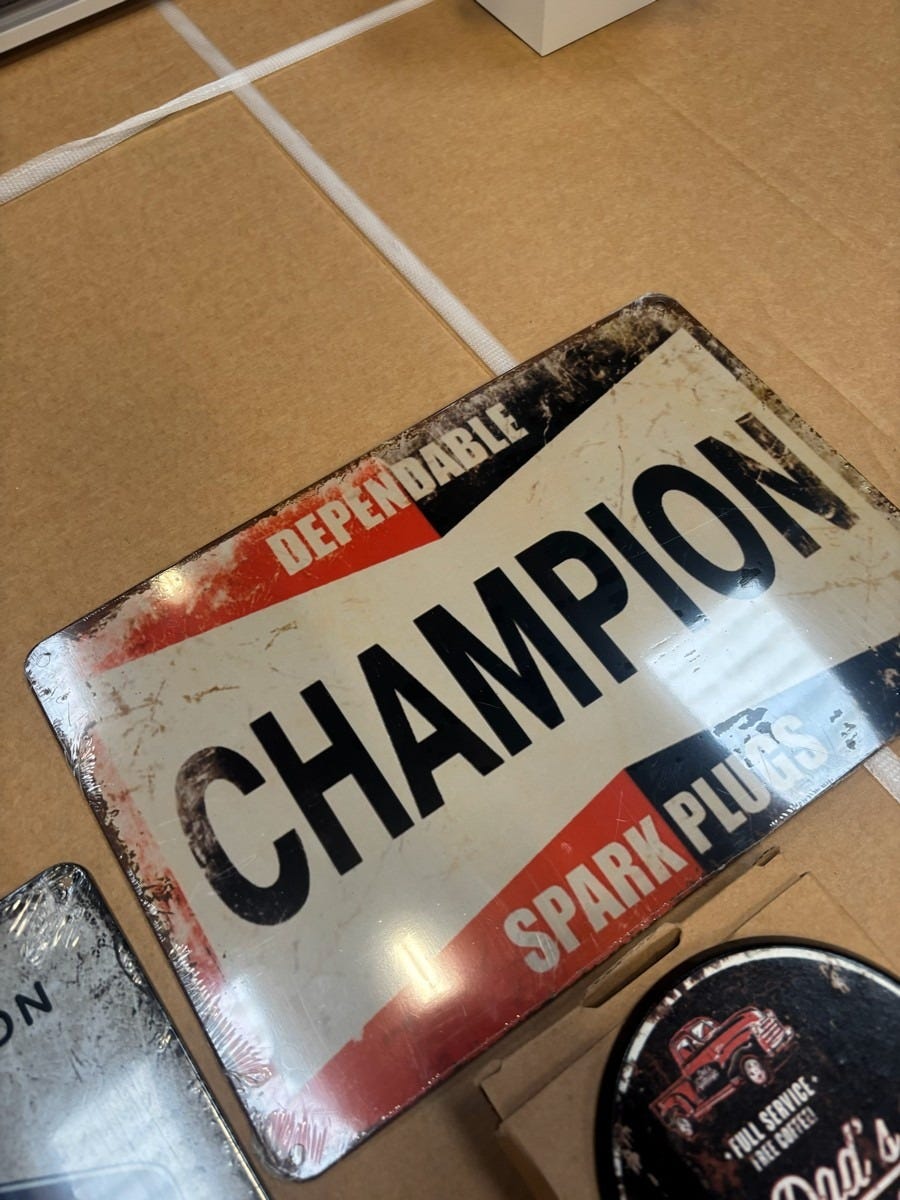 DEPENDABLE
CHAMPION
SPARK PLUGS
ON
FULL SERVICE
FREE COFFEE!
Dad's